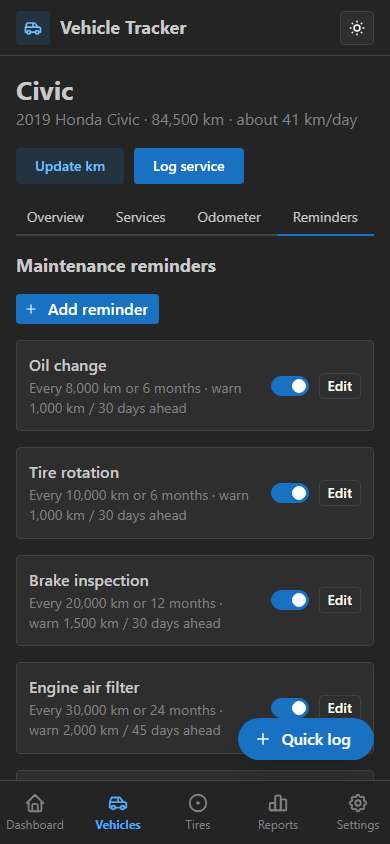 Vehicle Tracker
Civic
2019 Honda Civic · 84,500 km · about 41 km/day
Update km
Log service
Overview
Services
Odometer
Reminders
Maintenance reminders
+ Add reminder
Oil change
Every 8,000 km or 6 months · warn
1,000 km / 30 days ahead
Edit
Tire rotation
Every 10,000 km or 6 months · warn
1,000 km / 30 days ahead
Edit
Brake inspection
Every 20,000 km or 12 months ·
warn 1,500 km / 30 days ahead
Edit
Engine air filter
Every 30,000 km or 24 months ·
warn 2,000 km / 45 days ahead
Edit
+ Quick log
Dashboard
Vehicles
Tires
Reports
Settings